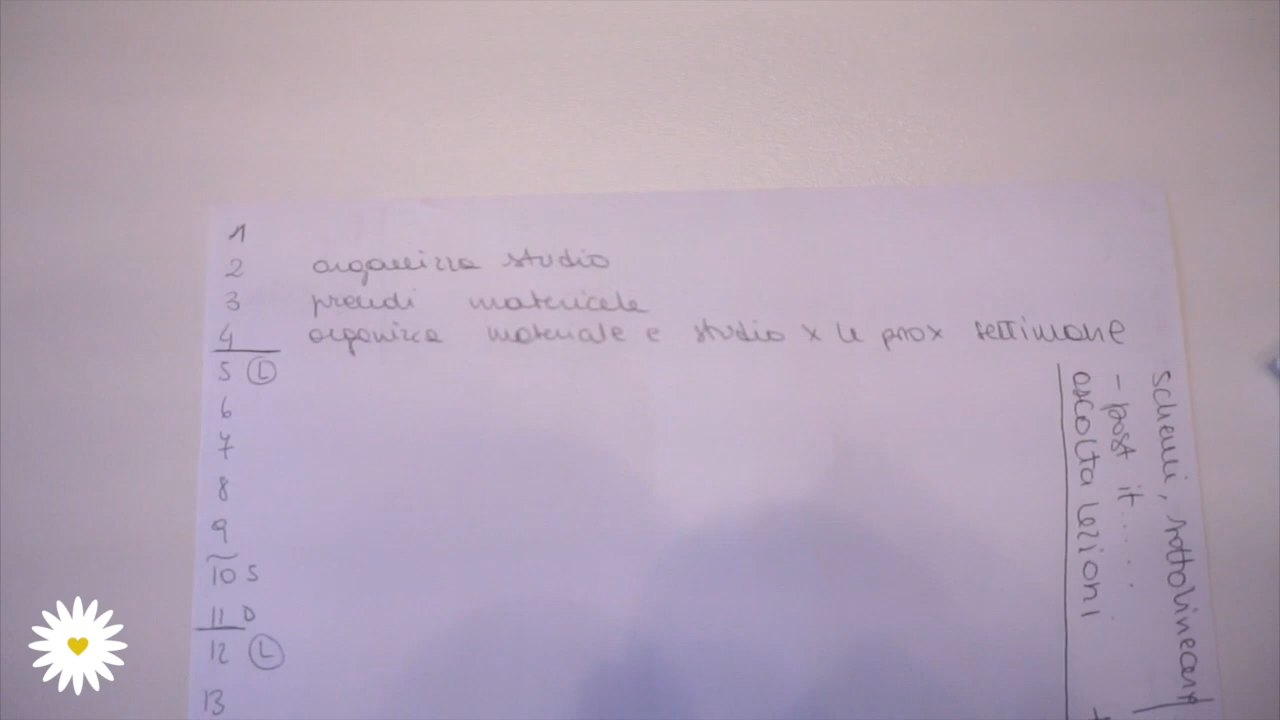 1
2 organizza studio
3 prendi materiale
4 organizza materiale e studio x le prox settimane
5 L
6
7
8
9
10 S
11 D
12 L
13
schemi, sottolineare
- post it.....
ascolta lezioni